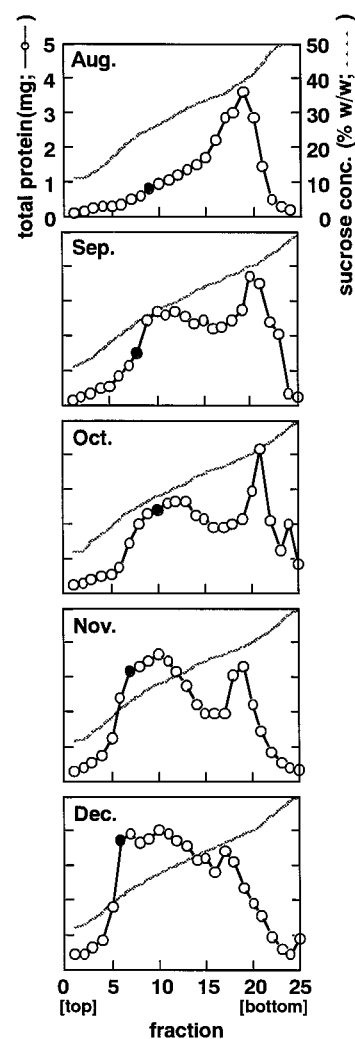 total protein(mg; —o—)
sucrose conc. (% w/w; ....)
5 50
Aug.
4 40
3 30
2 20
1 10
0 0
Sep.
Oct.
Nov.
Dec.
0 5 10 15 20 25
[top] [bottom]
fraction